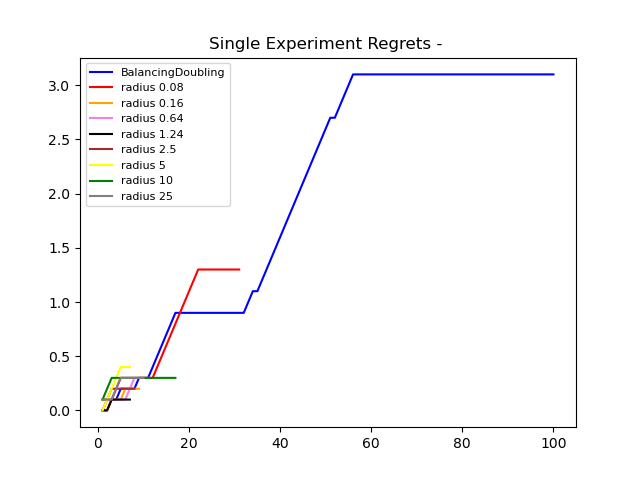 Single Experiment Regrets -
BalancingDoubling
radius 0.08
radius 0.16
radius 0.64
radius 1.24
radius 2.5
radius 5
radius 10
radius 25
3.0
2.5
2.0
1.5
1.0
0.5
0.0
0 20 40 60 80 100